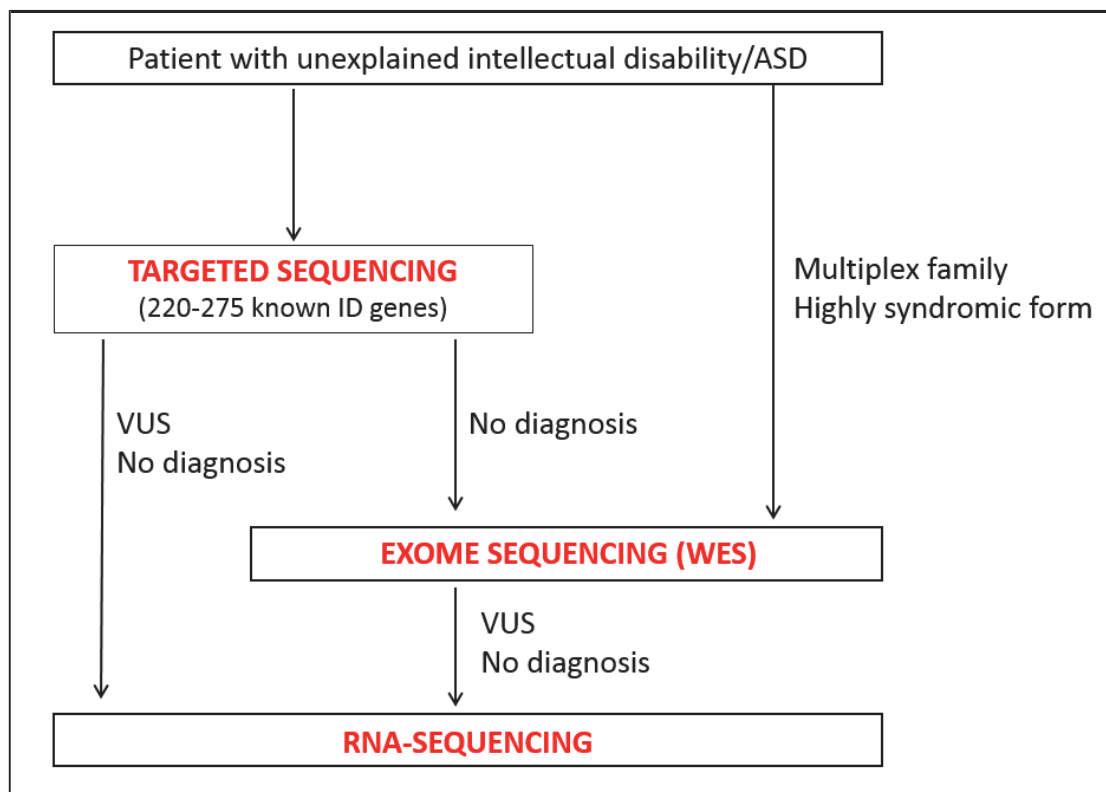 Patient with unexplained intellectual disability/ASD
TARGETED SEQUENCING
(220-275 known ID genes)
Multiplex family
Highly syndromic form
VUS
No diagnosis
No diagnosis
EXOME SEQUENCING (WES)
VUS
No diagnosis
RNA-SEQUENCING